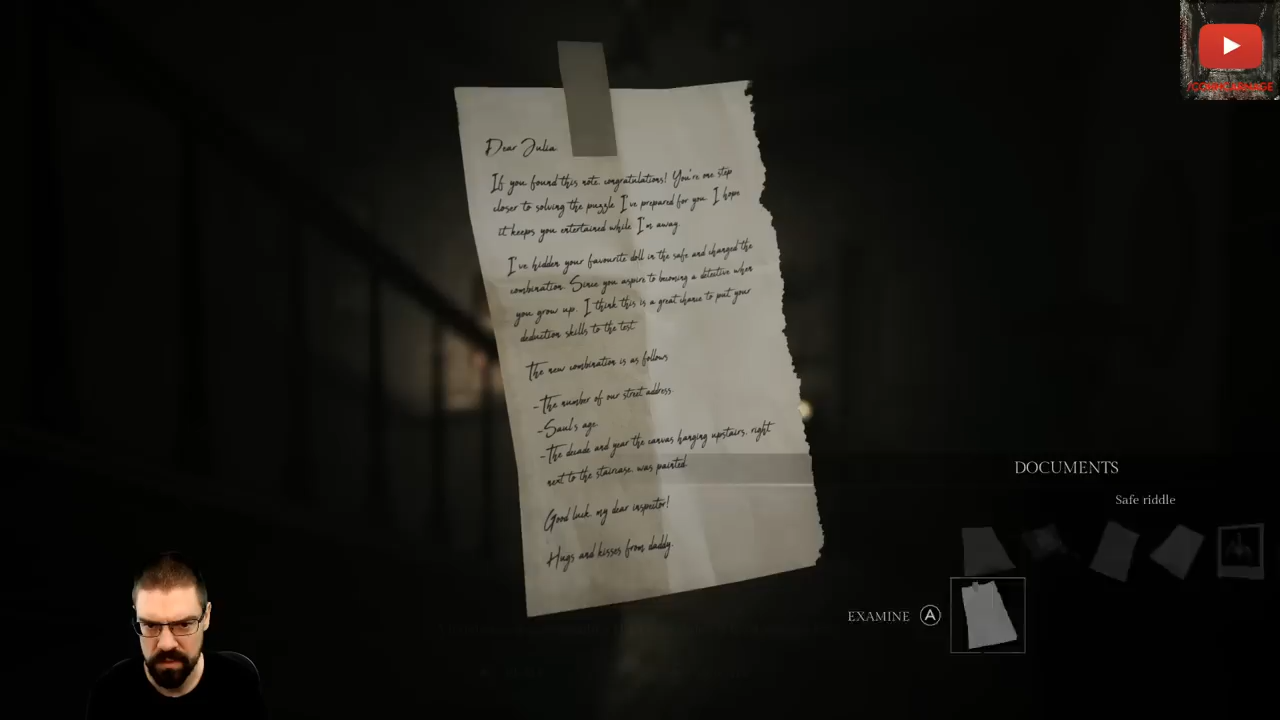 Dear Julia
If you found this note, congratulations! You're one step
closer to solving the puzzle I've prepared for you. I hope
it keeps you entertained while I'm away.
I've hidden your favourite doll in the safe and changed the
combination. Since you aspire to becoming a detective when
you grow up, I think this is a great chance to put your
deduction skills to the test
The new combination is as follows
-The number of our street address.
-Saul's age.
-The decade and year the canvas hanging upstairs, right
next to the staircase, was painted.
Good luck, my dear inspector!
Hugs and kisses from daddy.
DOCUMENTS
Safe riddle
EXAMINE A